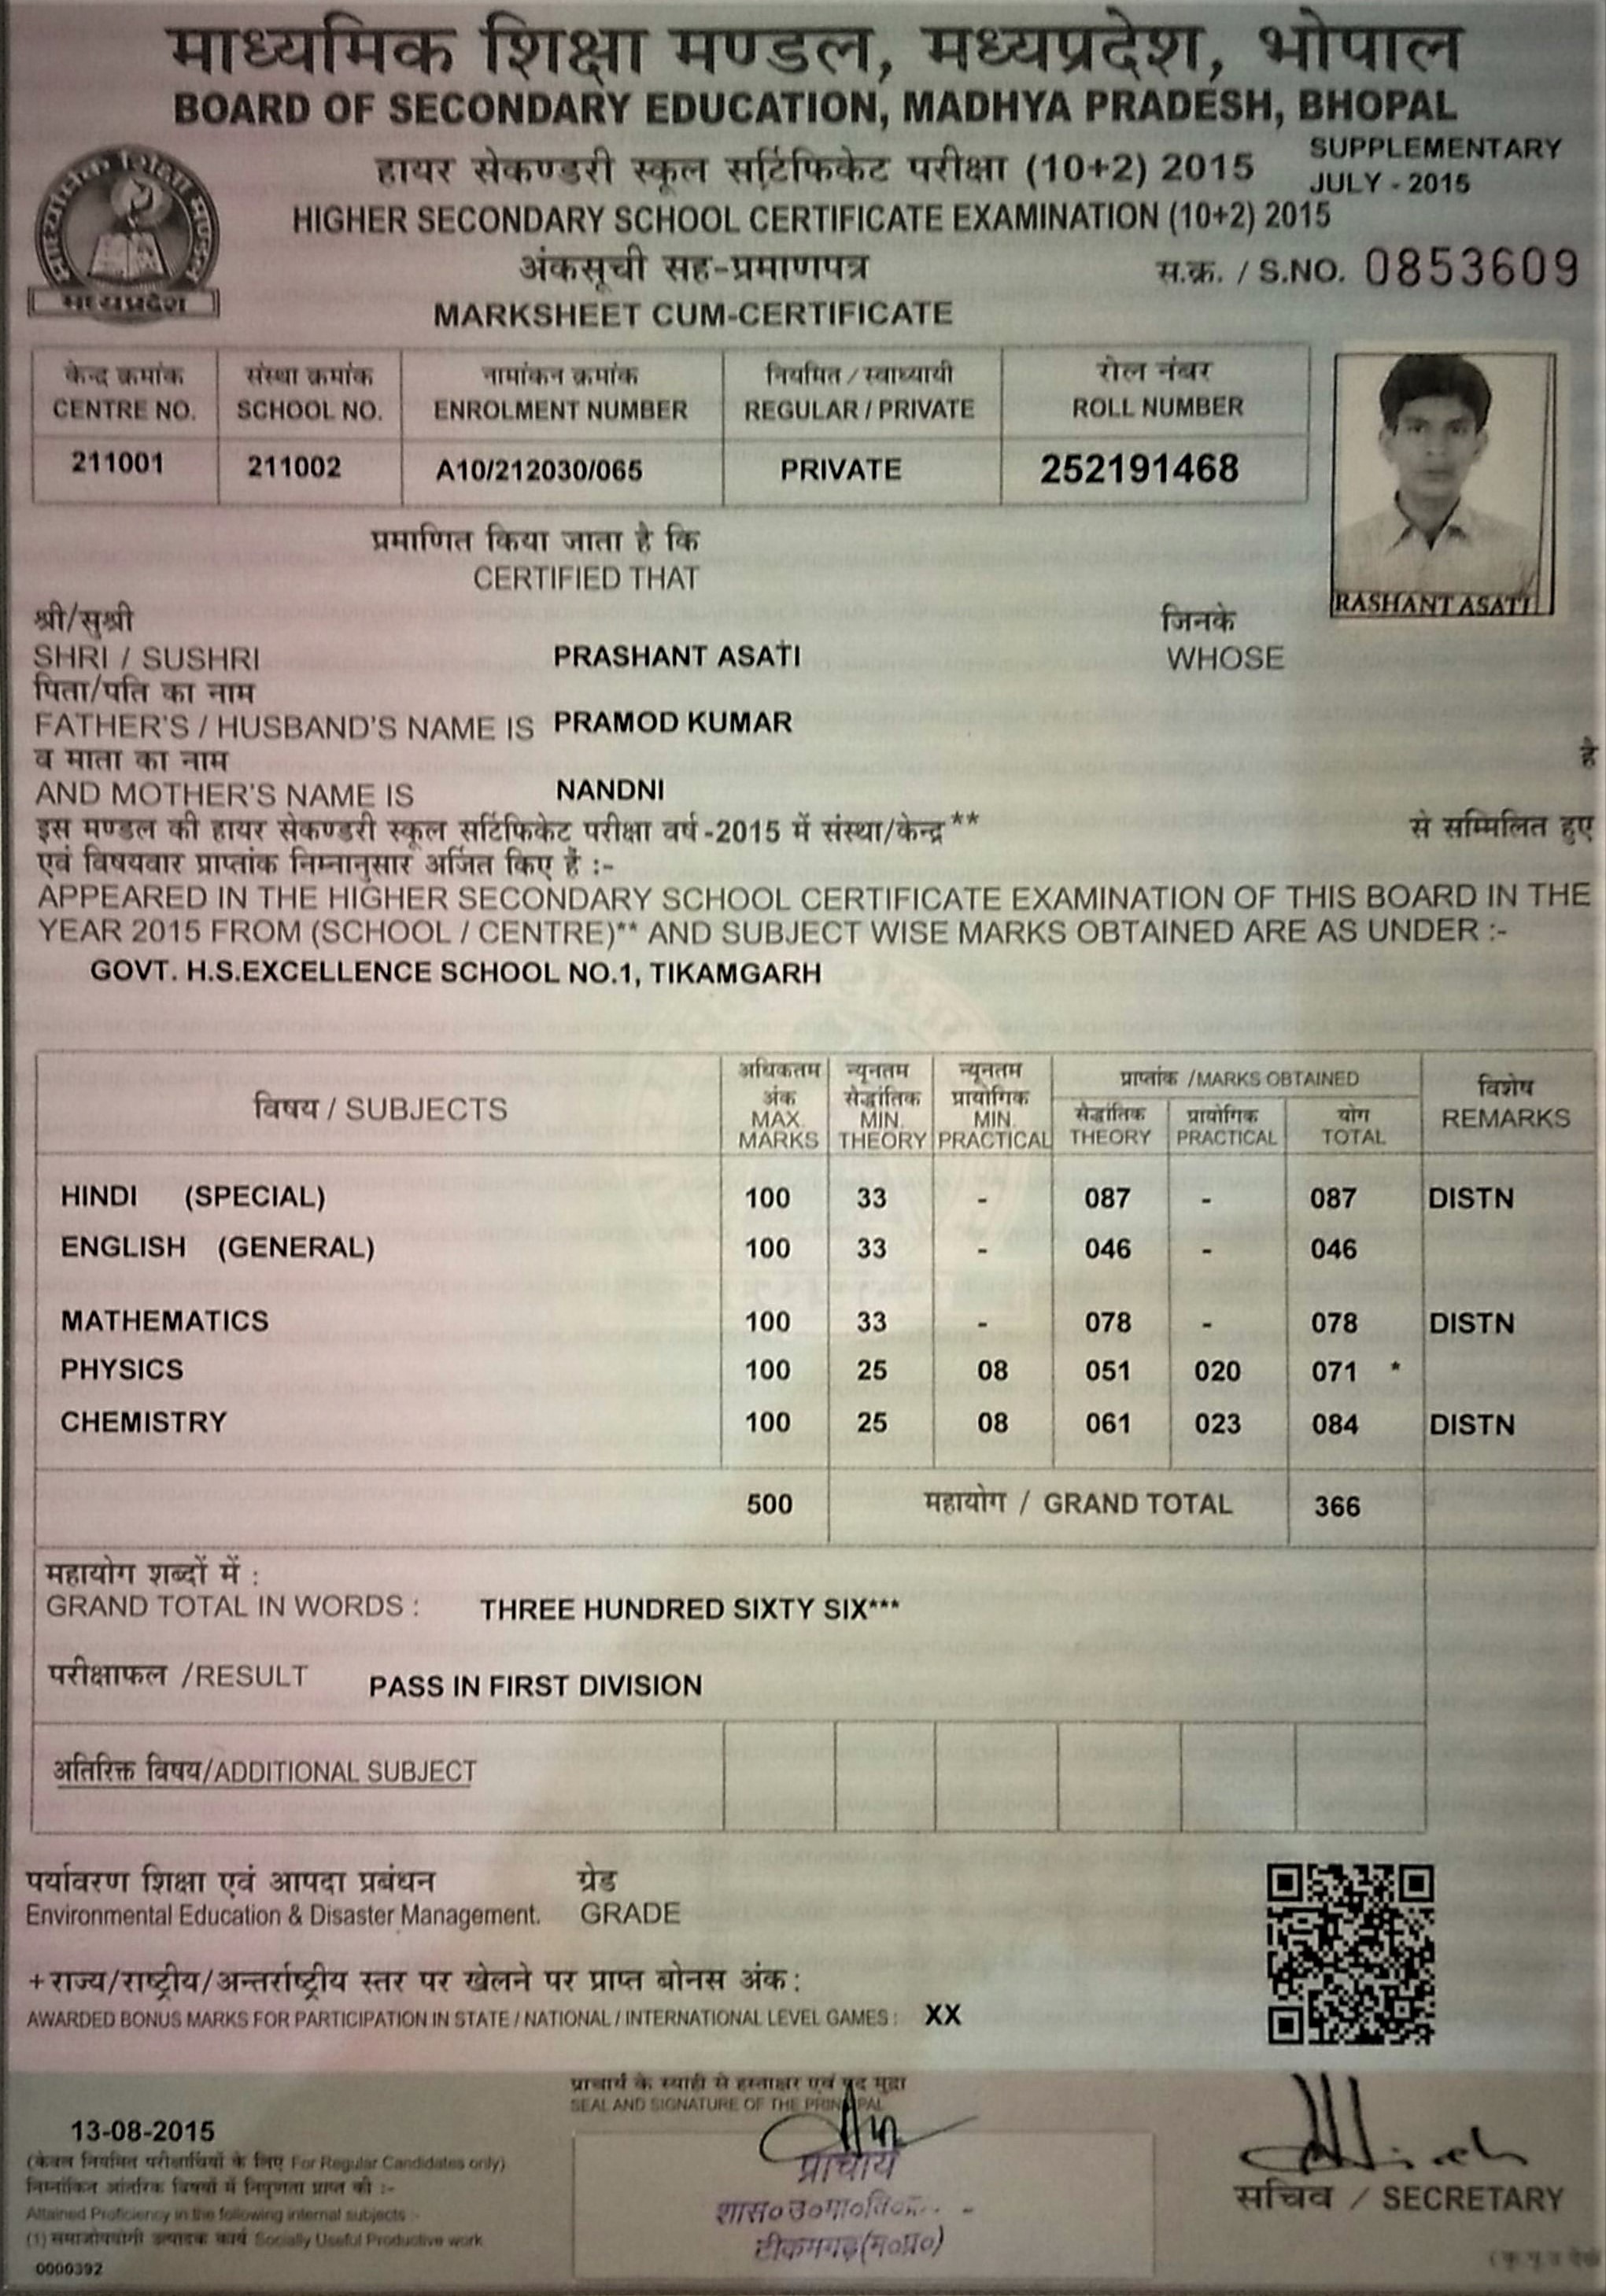 माध्यमिक शिक्षा मण्डल, मध्यप्रदेश, भोपाल
BOARD OF SECONDARY EDUCATION, MADHYA PRADESH, BHOPAL
हायर सेकण्डरी स्कूल सर्टिफिकेट परीक्षा (10+2) 2015 SUPPLEMENTARY
JULY - 2015
HIGHER SECONDARY SCHOOL CERTIFICATE EXAMINATION (10+2) 2015
अंकसूची सह-प्रमाणपत्र स.क्र. / S.NO. 0853609
MARKSHEET CUM-CERTIFICATE
मध्यप्रदेश
केन्द्र क्रमांक संस्था क्रमांक नामांकन क्रमांक नियमित / स्वाध्यायी रोल नंबर
CENTRE NO. SCHOOL NO. ENROLMENT NUMBER REGULAR / PRIVATE ROLL NUMBER
211001 211002 A10/212030/065 PRIVATE 252191468
प्रमाणित किया जाता है कि
CERTIFIED THAT
RASHANT ASATI
श्री/सुश्री जिनके
SHRI / SUSHRI PRASHANT ASATI WHOSE
पिता/पति का नाम
FATHER'S / HUSBAND'S NAME IS PRAMOD KUMAR
व माता का नाम है
AND MOTHER'S NAME IS NANDNI
इस मण्डल की हायर सेकण्डरी स्कूल सर्टिफिकेट परीक्षा वर्ष -2015 में संस्था/केन्द्र** से सम्मिलित हुए
एवं विषयवार प्राप्तांक निम्नानुसार अर्जित किए हैं :-
APPEARED IN THE HIGHER SECONDARY SCHOOL CERTIFICATE EXAMINATION OF THIS BOARD IN THE
YEAR 2015 FROM (SCHOOL / CENTRE)** AND SUBJECT WISE MARKS OBTAINED ARE AS UNDER :-
GOVT. H.S.EXCELLENCE SCHOOL NO.1, TIKAMGARH
विषय / SUBJECTS अधिकतम अंक MAX. MARKS न्यूनतम सैद्धांतिक MIN. THEORY न्यूनतम प्रायोगिक MIN. PRACTICAL प्राप्तांक /MARKS OBTAINED विशेष REMARKS
सैद्धांतिक THEORY प्रायोगिक PRACTICAL योग TOTAL
HINDI (SPECIAL) 100 33 - 087 - 087 DISTN
ENGLISH (GENERAL) 100 33 - 046 - 046
MATHEMATICS 100 33 - 078 - 078 DISTN
PHYSICS 100 25 08 051 020 071 *
CHEMISTRY 100 25 08 061 023 084 DISTN
500 महायोग / GRAND TOTAL 366
महायोग शब्दों में :
GRAND TOTAL IN WORDS : THREE HUNDRED SIXTY SIX***
परीक्षाफल /RESULT PASS IN FIRST DIVISION
अतिरिक्त विषय/ADDITIONAL SUBJECT
पर्यावरण शिक्षा एवं आपदा प्रबंधन ग्रेड
Environmental Education & Disaster Management. GRADE
+राज्य/राष्ट्रीय/अन्तर्राष्ट्रीय स्तर पर खेलने पर प्राप्त बोनस अंक :
AWARDED BONUS MARKS FOR PARTICIPATION IN STATE / NATIONAL / INTERNATIONAL LEVEL GAMES : XX
प्राचार्य के स्याही से हस्ताक्षर एवं पद मुद्रा
SEAL AND SIGNATURE OF THE PRINCIPAL
13-08-2015
(केवल नियमित परीक्षार्थियों के लिए For Regular Candidates only)
निम्नांकित आंतरिक विषयों में निपुणता प्राप्त की :-
Attained Proficiency in the following internal subjects :-
(1) समाजोपयोगी उत्पादक कार्य Socially Useful Productive work
0000392
प्राचार्य
टीकमगढ़(म०प्र०)
सचिव / SECRETARY